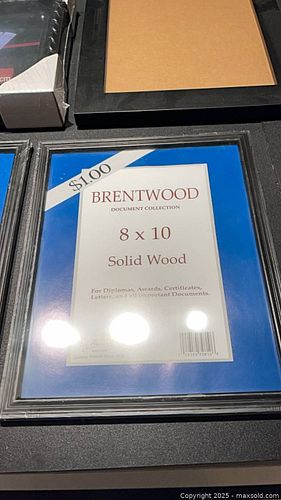 cm
$1.00
BRENTWOOD
DOCUMENT COLLECTION
8 x 10
Solid Wood
For Diplomas, Awards, Certificates,
Letters, and all important Documents.
Copyright © 2025 - maxsold.com